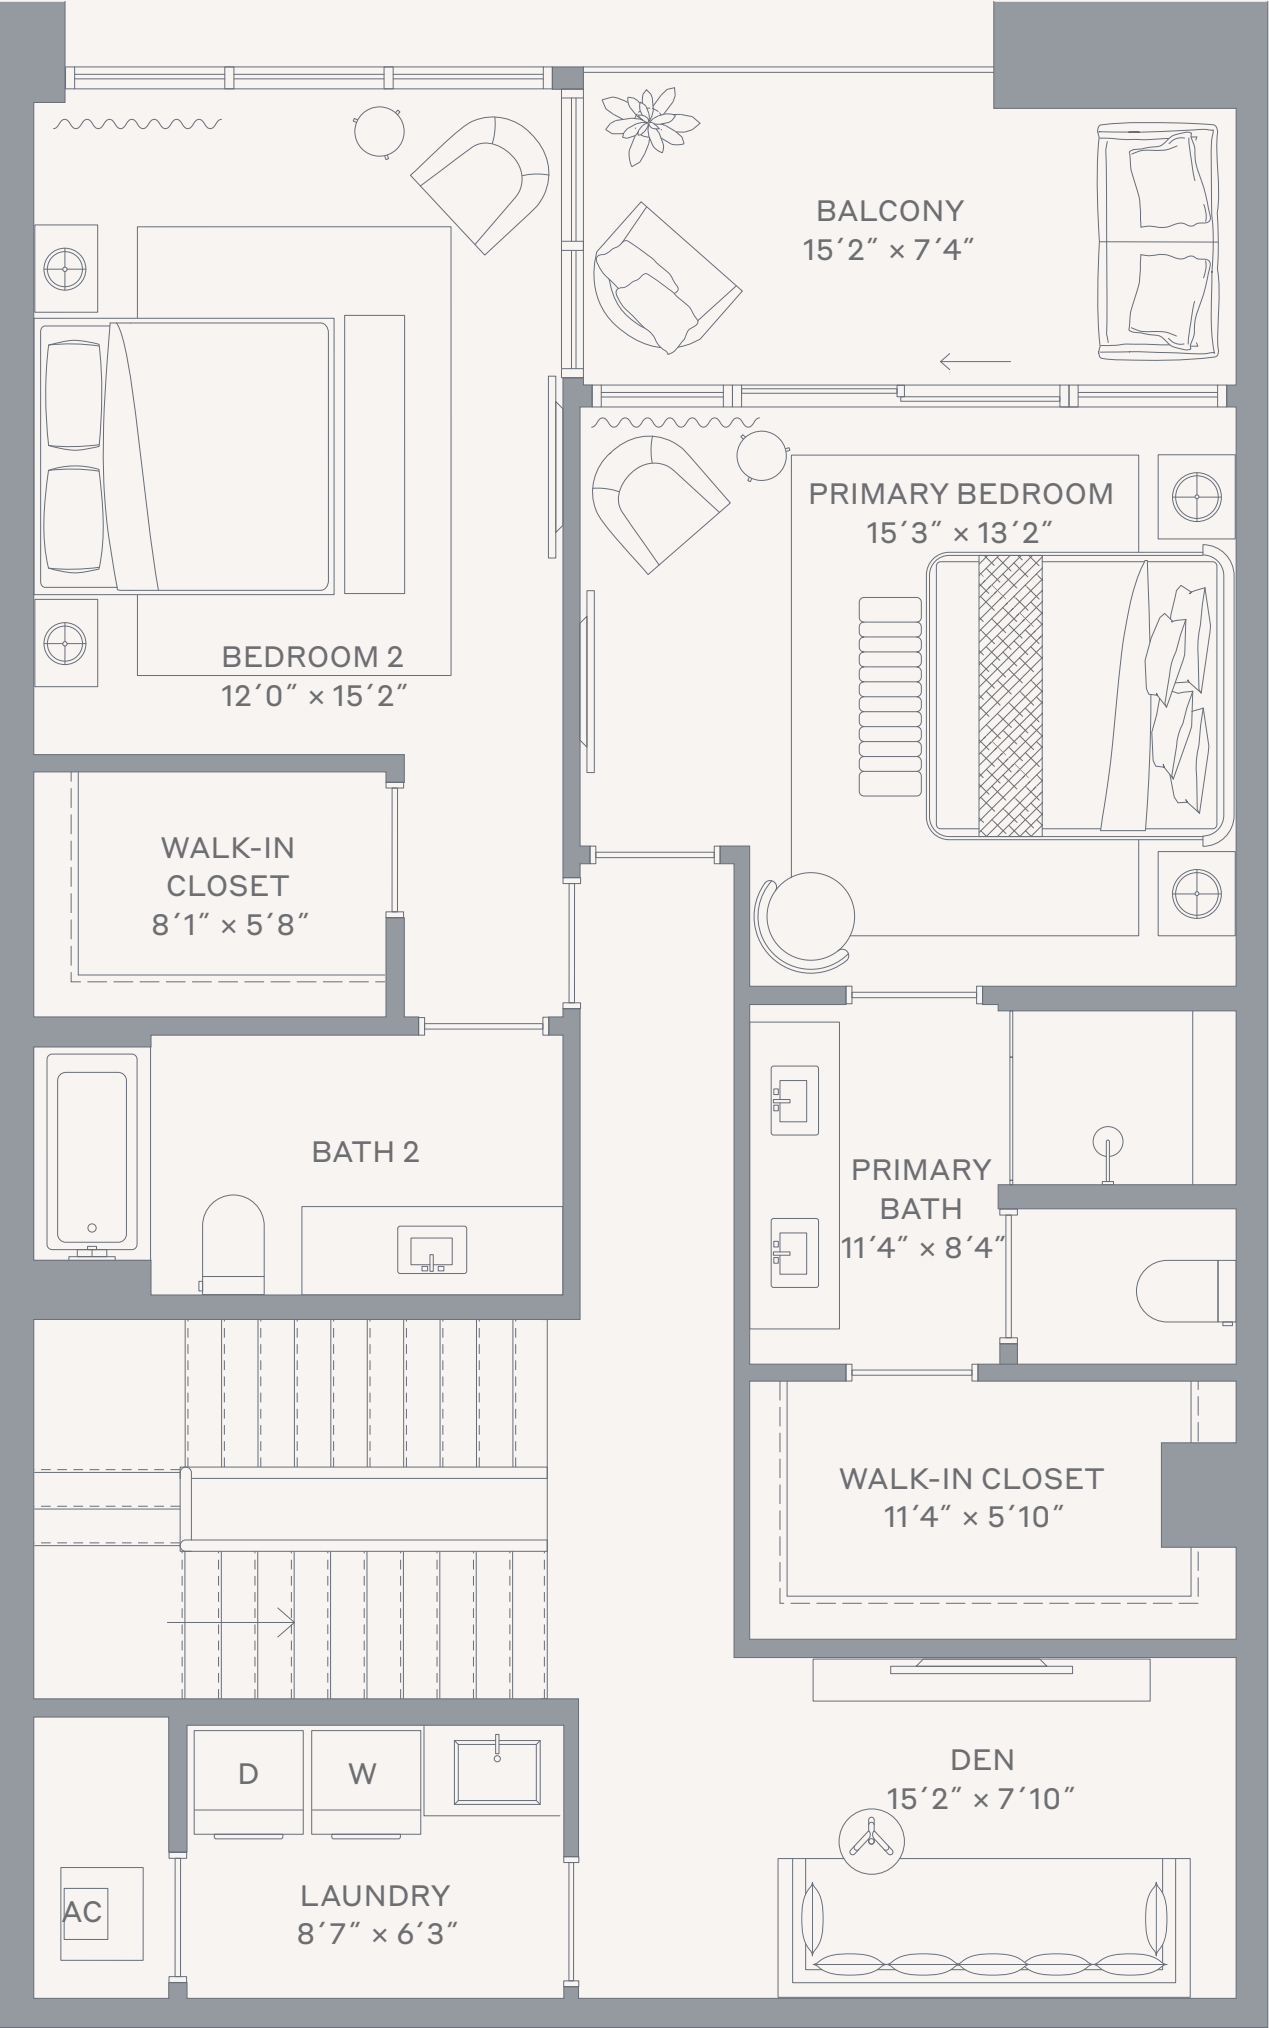 BALCONY
15′2″ × 7′4″
PRIMARY BEDROOM
15′3″ × 13′2″
BEDROOM 2
12′0″ × 15′2″
WALK-IN
CLOSET
8′1″ × 5′8″
BATH 2
PRIMARY
BATH
11′4″ × 8′4″
WALK-IN CLOSET
11′4″ × 5′10″
DEN
15′2″ × 7′10″
D
W
LAUNDRY
8′7″ × 6′3″
AC